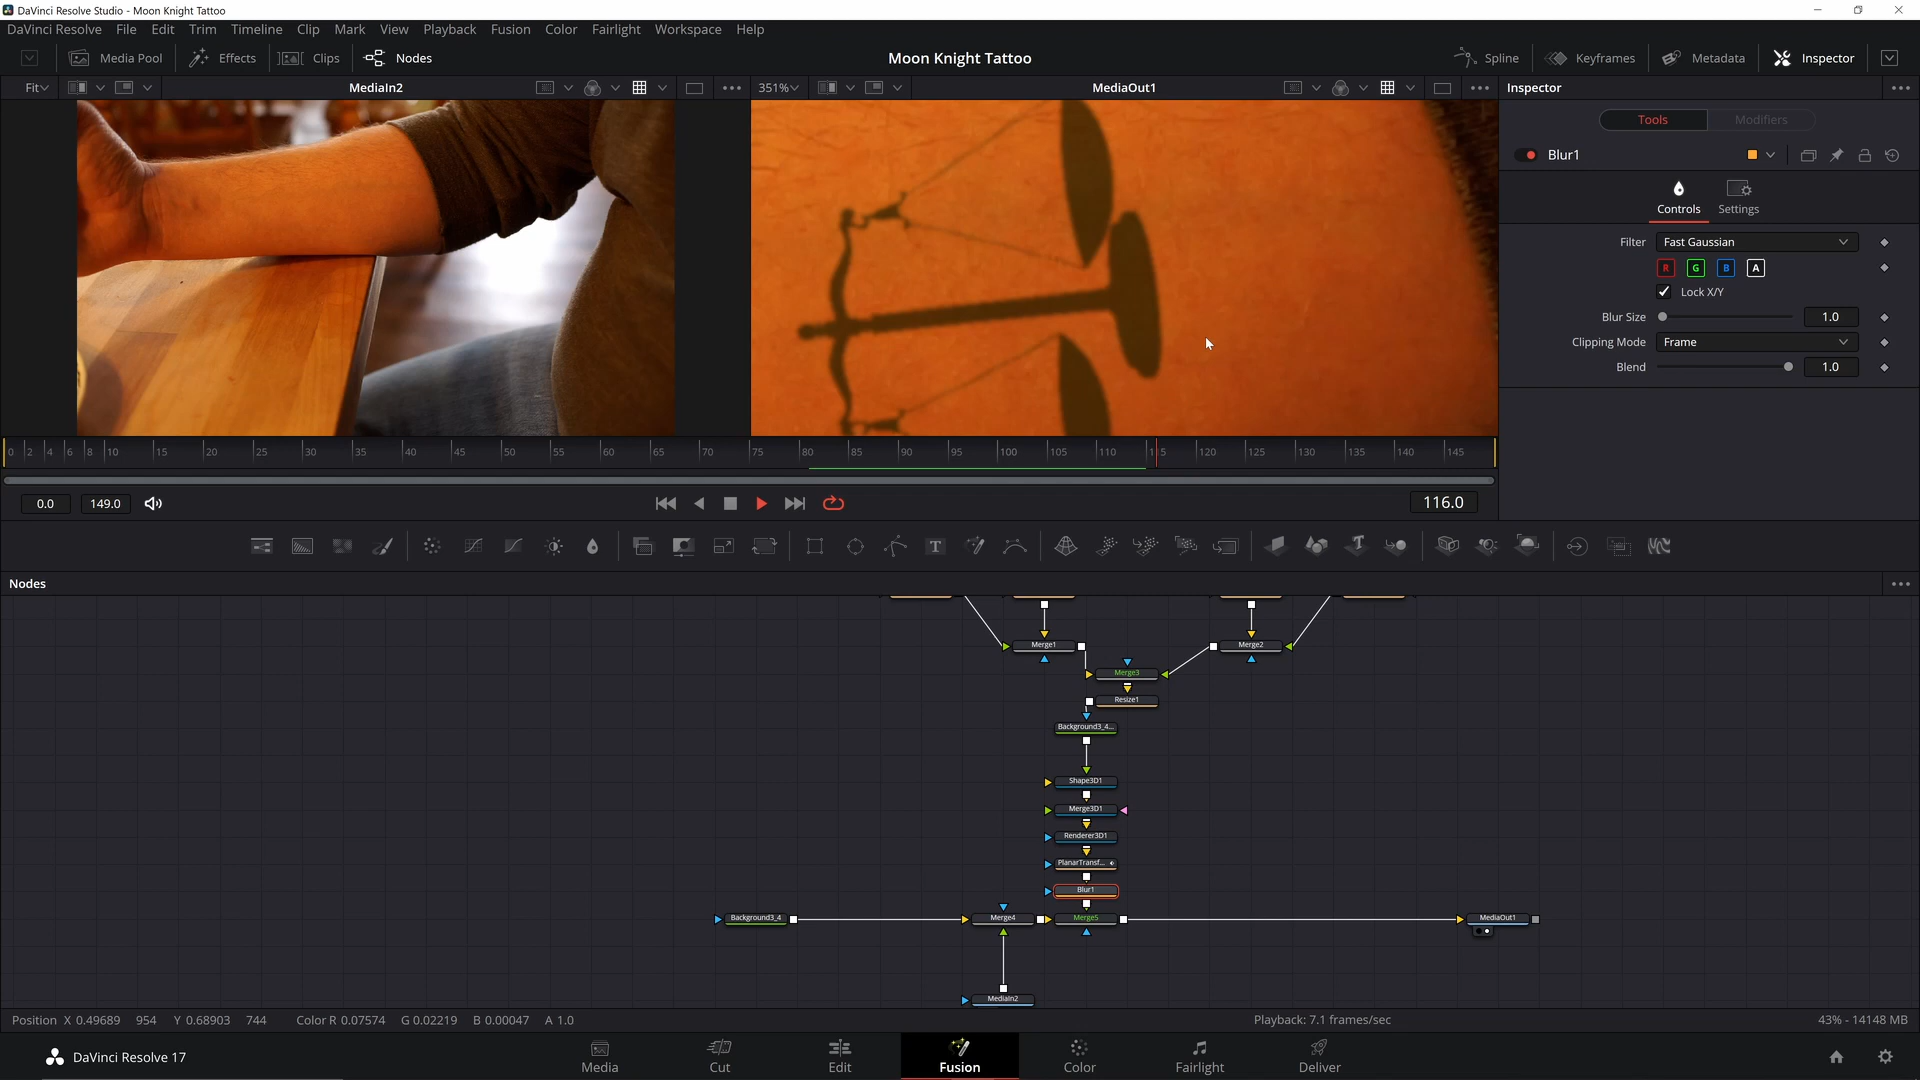 DaVinci Resolve Studio - Moon Knight Tattoo
DaVinci Resolve File Edit Trim Timeline Clip Mark View Playback Fusion Color Fairlight Workspace Help
Media Pool Effects Clips Nodes Moon Knight Tattoo Spline Keyframes Metadata Inspector
Fit MediaIn2 351% MediaOut1 Inspector
Tools Modifiers
Blur1
Controls Settings
Filter Fast Gaussian
R G B A
Lock X/Y
Blur Size 1.0
Clipping Mode Frame
Blend 1.0
0 2 4 6 8 10 15 20 25 30 35 40 45 50 55 60 65 70 75 80 85 90 95 100 105 110 115 120 125 130 135 140 145
0.0 149.0 116.0
Nodes
Merge1 Merge2
Merge3
Resize1
Background3_4...
Shape3D1
Merge3D1
Renderer3D1
PlanarTransf...
Blur1
Background3_4 Merge4 Merge5 MediaOut1
MediaIn2
Position X 0.49689 954 Y 0.68903 744 Color R 0.07574 G 0.02219 B 0.00047 A 1.0 Playback: 7.1 frames/sec 43% - 14148 MB
DaVinci Resolve 17 Media Cut Edit Fusion Color Fairlight Deliver